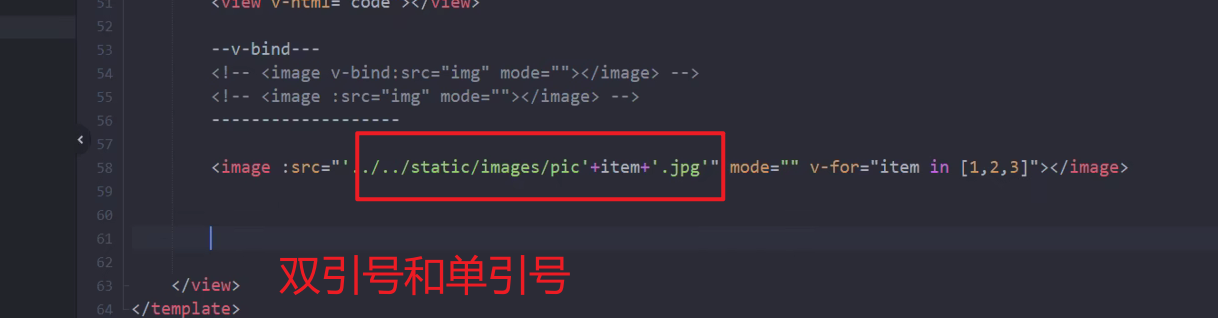 51 <view v-html="code"></view>
52
53 --v-bind---
54 <!-- <image v-bind:src="img" mode=""></image> -->
55 <!-- <image :src="img" mode=""></image> -->
56 -------------------
57
58 <image :src="'../../static/images/pic'+item+'.jpg'" mode="" v-for="item in [1,2,3]"></image>
59
60
61
62
双引号和单引号
63 </view>
64 </template>